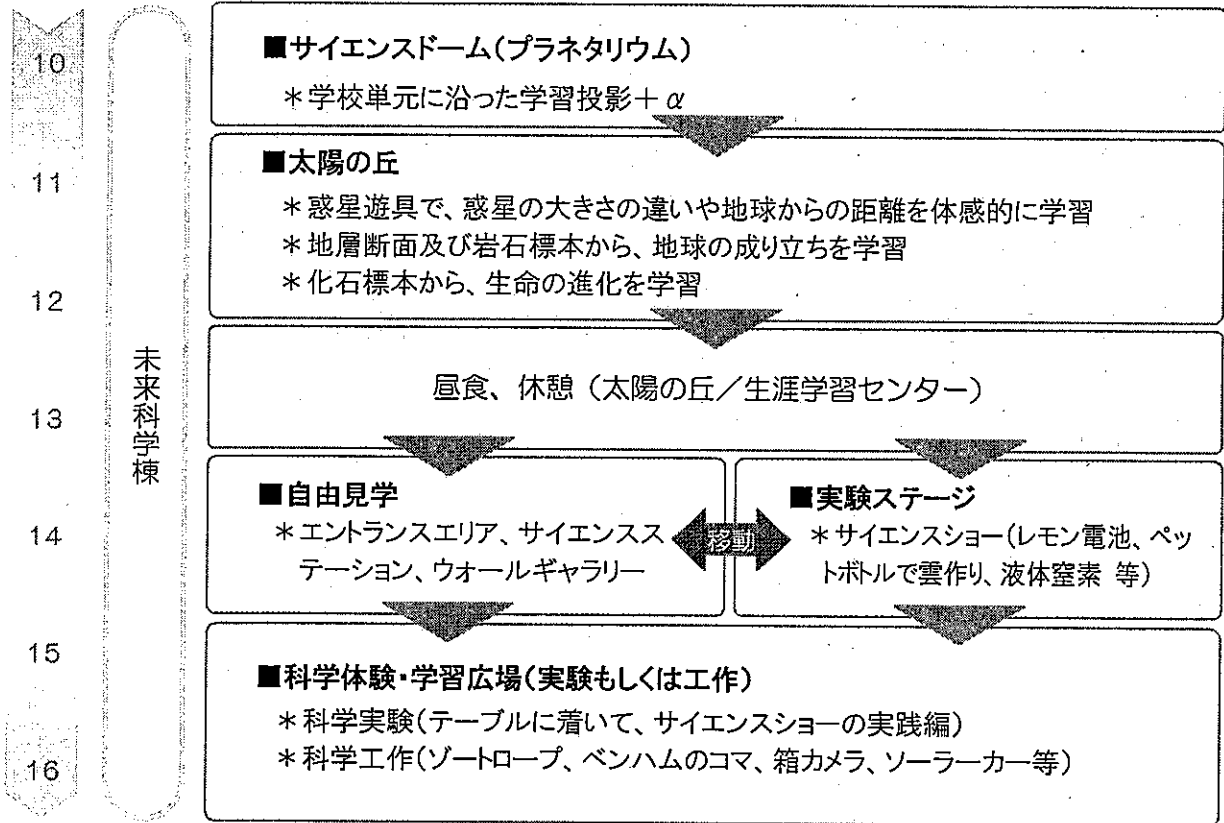 10
11
12
13
14
15
16
未来科学棟
■サイエンスドーム(プラネタリウム)
＊学校単元に沿った学習投影＋α
■太陽の丘
＊惑星遊具で、惑星の大きさの違いや地球からの距離を体感的に学習
＊地層断面及び岩石標本から、地球の成り立ちを学習
＊化石標本から、生命の進化を学習
昼食、休憩（太陽の丘／生涯学習センター）
■自由見学
＊エントランスエリア、サイエンスス
テーション、ウォールギャラリー
移動
■実験ステージ
＊サイエンスショー(レモン電池、ペッ
トボトルで雲作り、液体窒素 等)
■科学体験・学習広場(実験もしくは工作)
＊科学実験(テーブルに着いて、サイエンスショーの実践編)
＊科学工作(ゾートロープ、ベンハムのコマ、箱カメラ、ソーラーカー等)